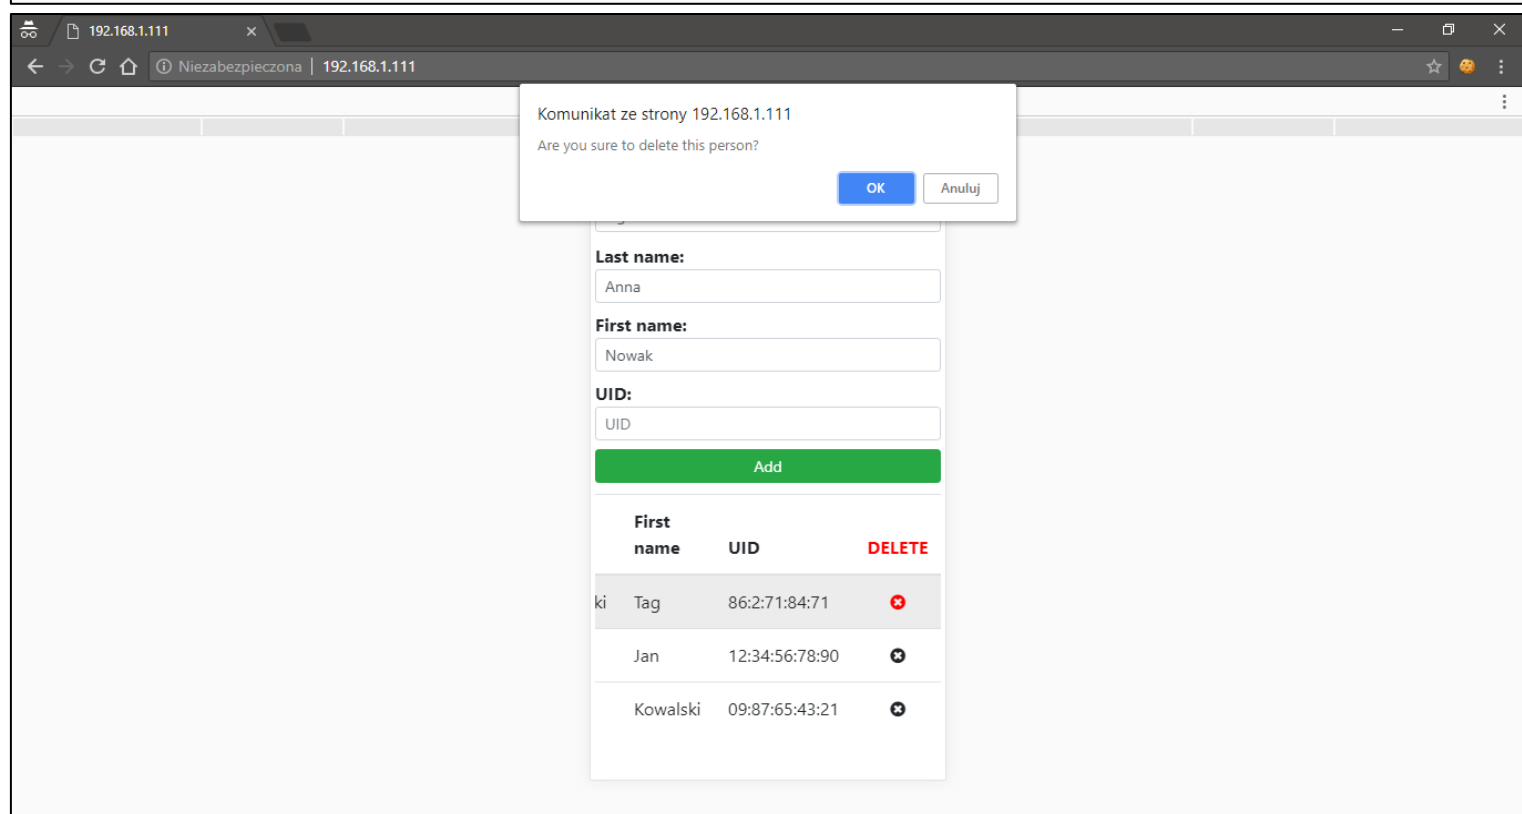 192.168.1.111
Niezabezpieczona | 192.168.1.111
Komunikat ze strony 192.168.1.111
Are you sure to delete this person?
OK Anuluj
Last name:
Anna
First name:
Nowak
UID:
UID
Add
First
name UID DELETE
ki Tag 86:2:71:84:71
Jan 12:34:56:78:90
Kowalski 09:87:65:43:21